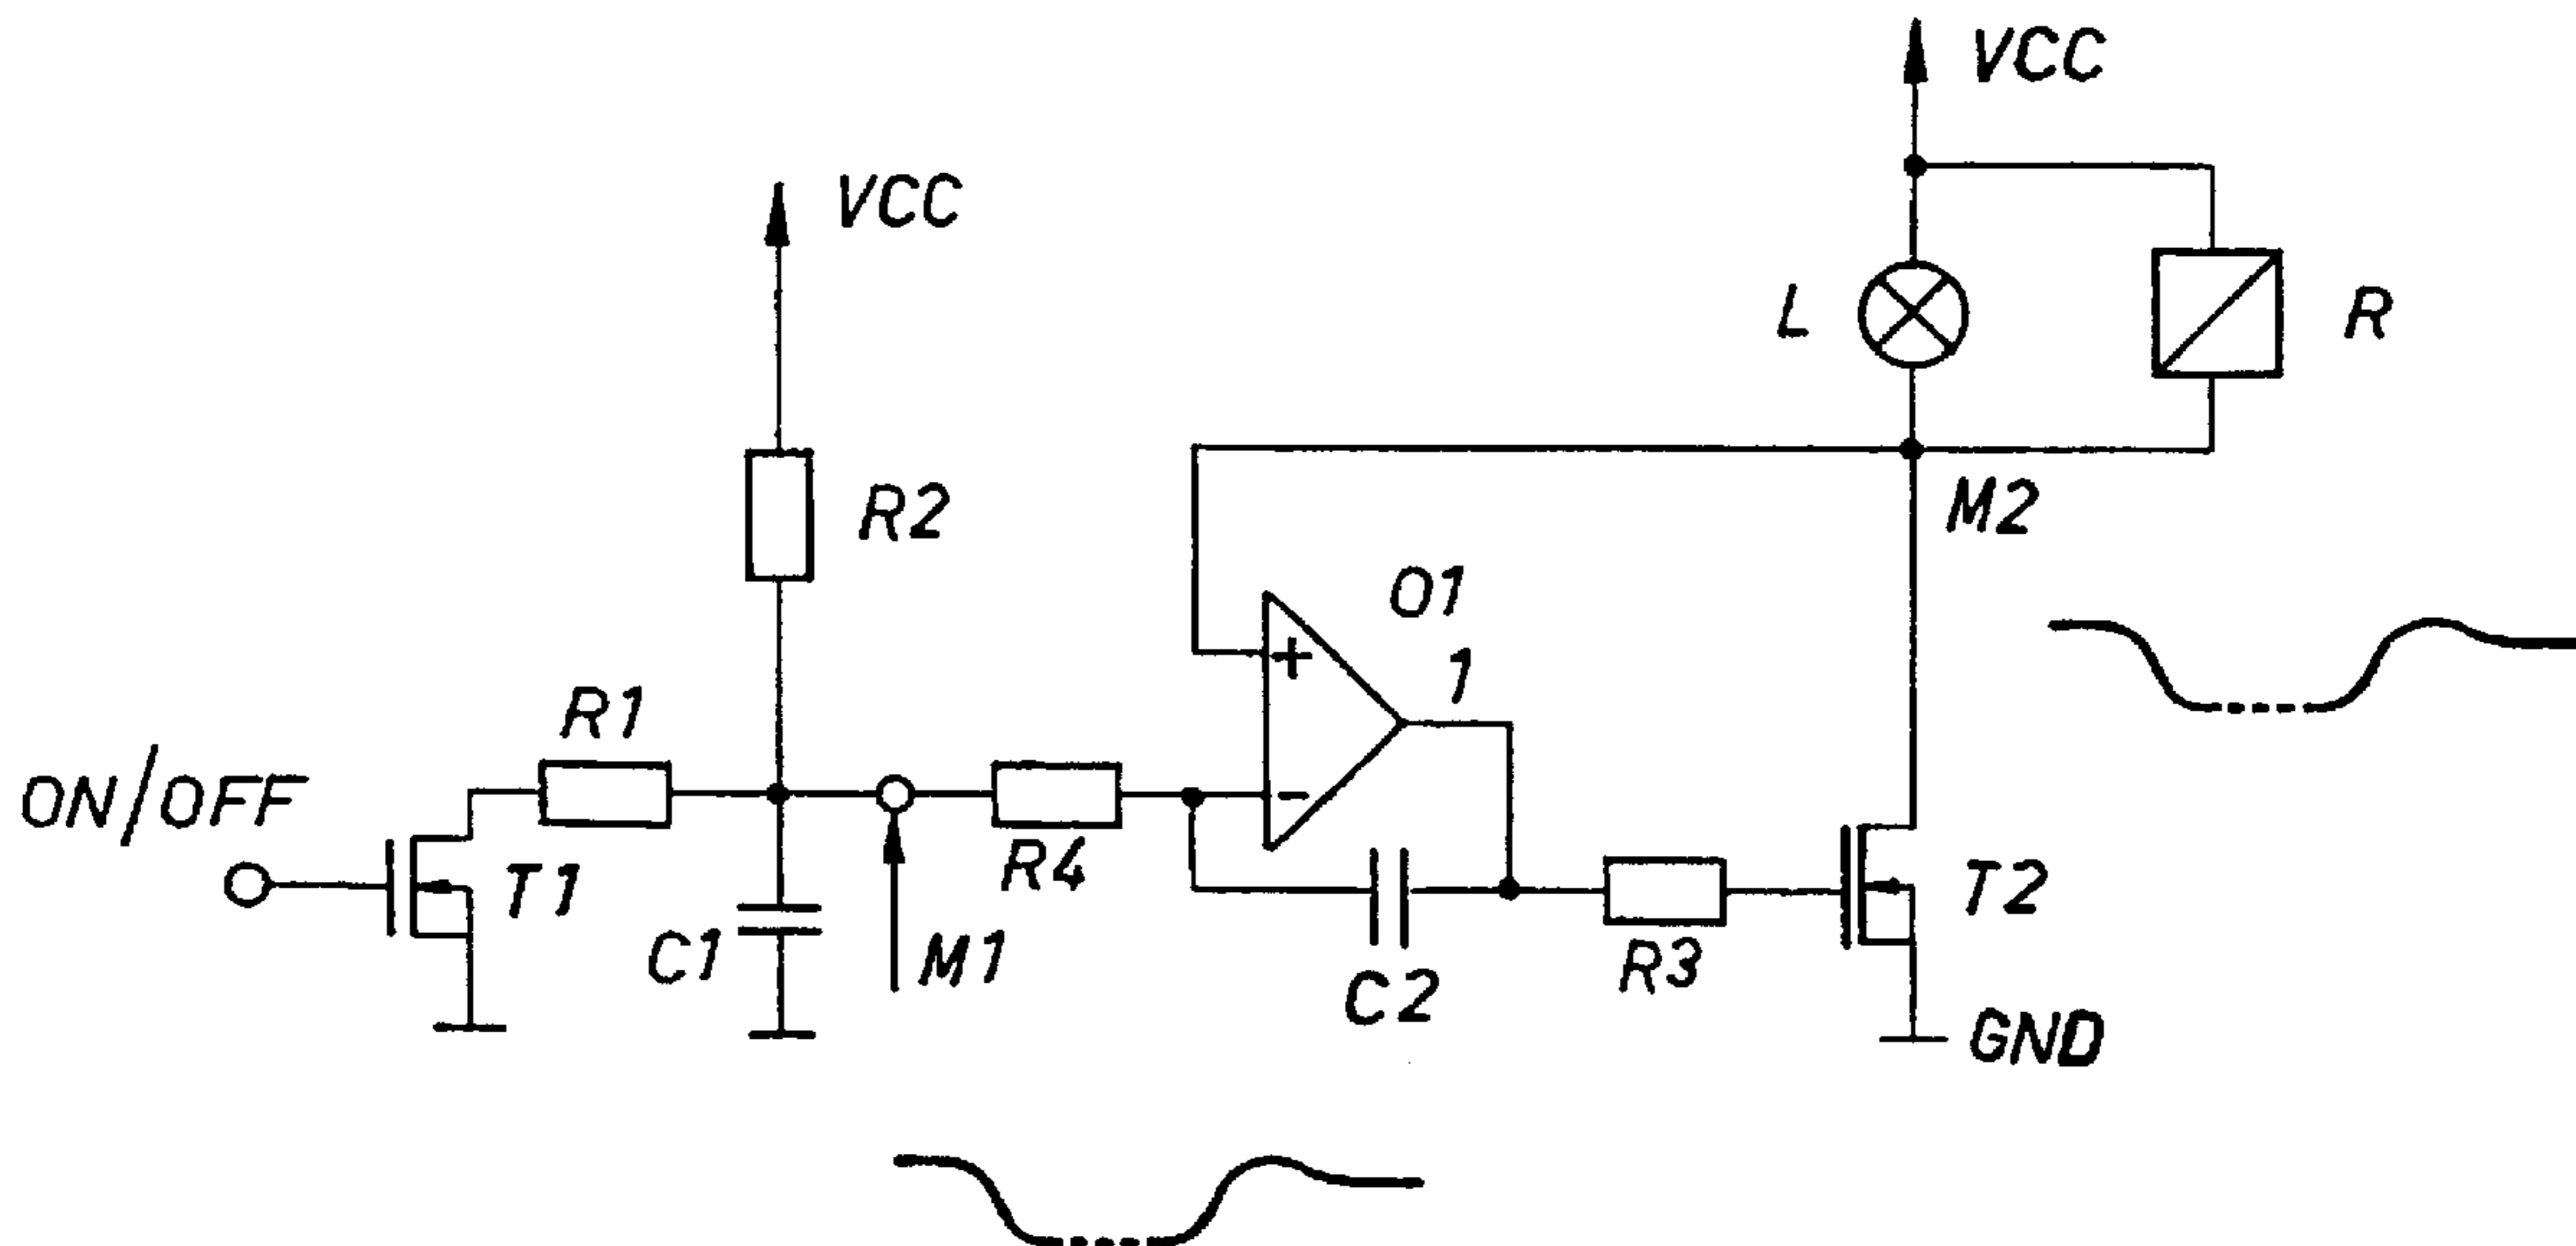 VCC
VCC
L
R
R2
M2
O1
1
R1
ON/OFF
+
-
T1
R4
T2
C1
M1
C2
R3
GND